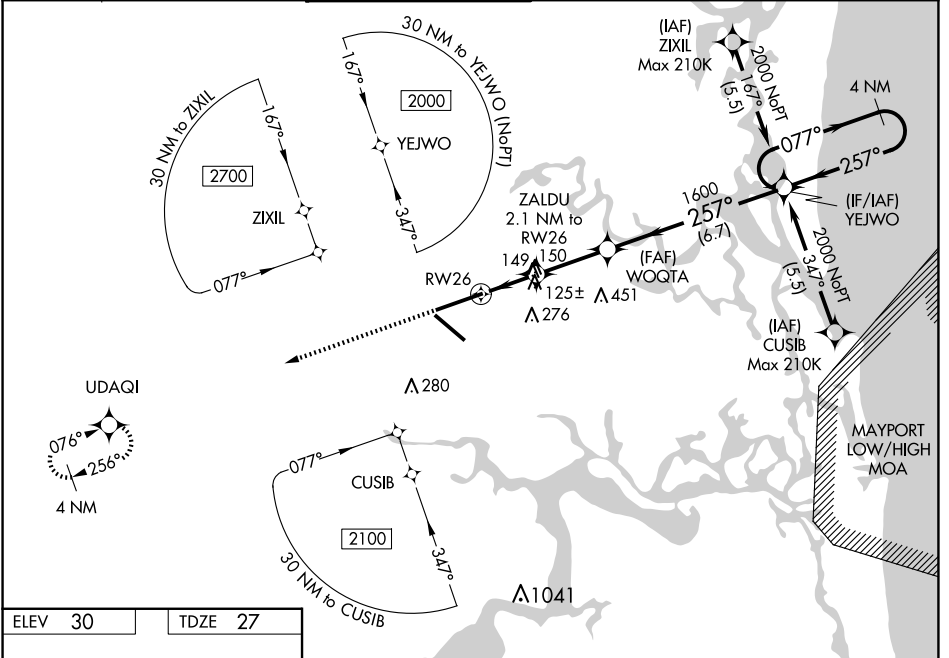 30 NM to ZIXIL
167°
2700
ZIXIL
077°
30 NM to YEJWO (NoPT)
167°
2000
YEJWO
347°
(IAF)
ZIXIL
Max 210K
2000 NoPT
167°
(5.5)
4 NM
077°
257°
(IF/IAF)
YEJWO
1600
257°
(6.7)
ZALDU
2.1 NM to
RW26
149
150
125±
451
276
(FAF)
WOQTA
RW26
2000 NoPT
347°
(5.5)
(IAF)
CUSIB
Max 210K
280
UDAQI
076°
256°
4 NM
MAYPORT
LOW/HIGH
MOA
077°
CUSIB
2100
347°
30 NM to CUSIB
1041
ELEV 30
TDZE 27